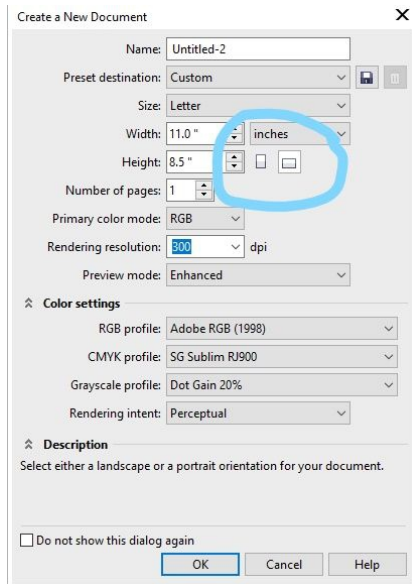 Create a New Document
Name: Untitled-2
Preset destination: Custom
Size: Letter
Width: 11.0 " inches
Height: 8.5 "
Number of pages: 1
Primary color mode: RGB
Rendering resolution: 300 dpi
Preview mode: Enhanced
Color settings
RGB profile: Adobe RGB (1998)
CMYK profile: SG Sublim RJ900
Grayscale profile: Dot Gain 20%
Rendering intent: Perceptual
Description
Select either a landscape or a portrait orientation for your document.
Do not show this dialog again
OK Cancel Help